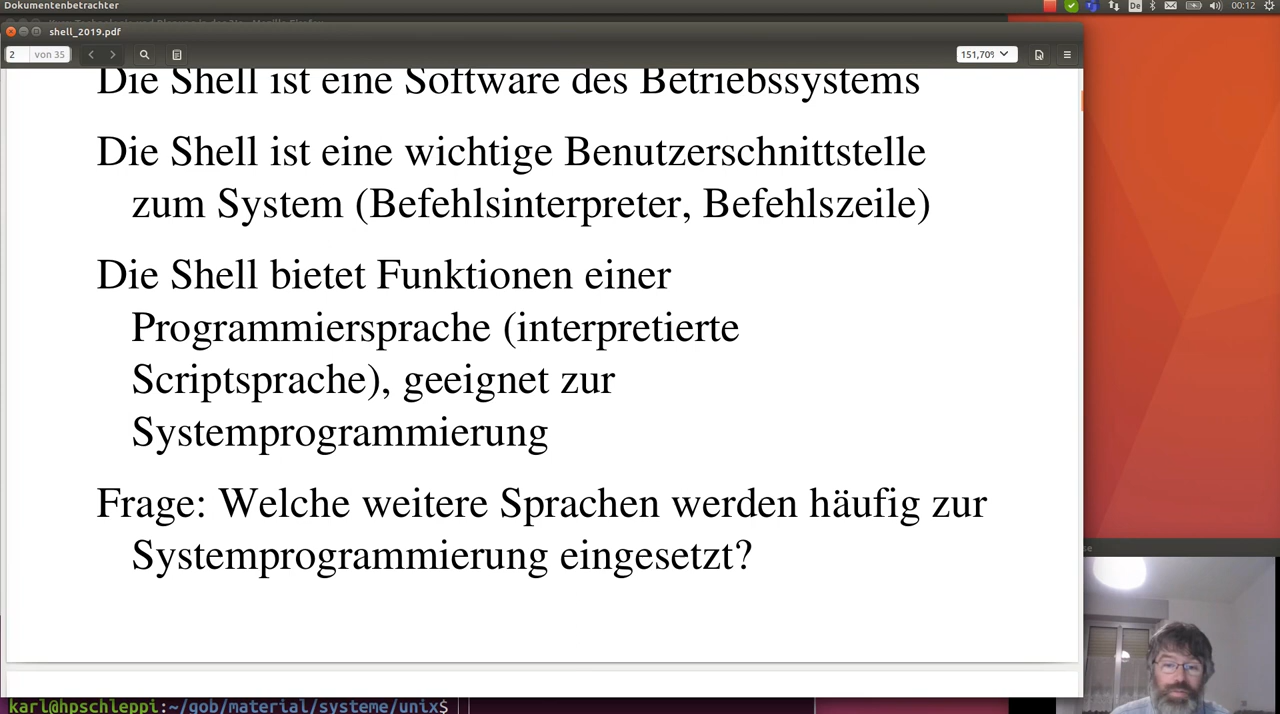 Dokumentenbetrachter
De
00:12
shell_2019.pdf
2 von 35
151,70%
Die Shell ist eine Software des Betriebssystems
Die Shell ist eine wichtige Benutzerschnittstelle
zum System (Befehlsinterpreter, Befehlszeile)
Die Shell bietet Funktionen einer
Programmiersprache (interpretierte
Scriptsprache), geeignet zur
Systemprogrammierung
Frage: Welche weitere Sprachen werden häufig zur
Systemprogrammierung eingesetzt?
se
karl@hpschleppi:~/gob/material/systeme/unix$